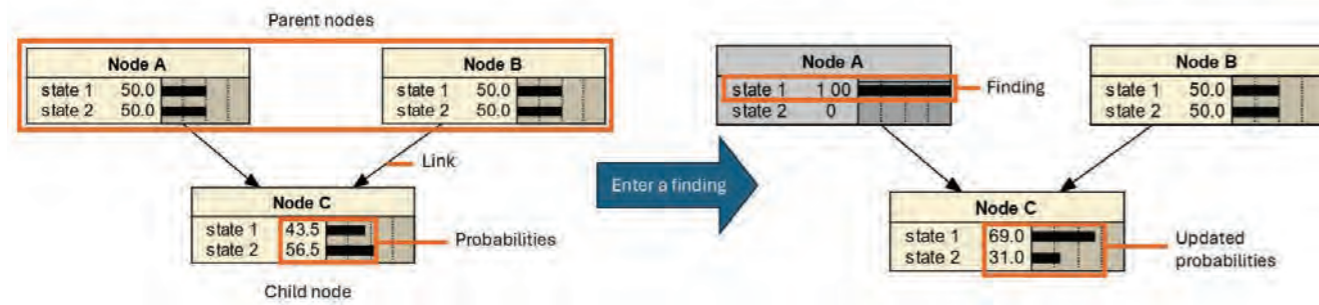 Parent nodes
Node A
state 1 50.0
state 2 50.0
Node B
state 1 50.0
state 2 50.0
Link
Node C
state 1 43.5
state 2 56.5
Probabilities
Child node
Enter a finding
Node A
state 1 1 00
state 2 0
Finding
Node B
state 1 50.0
state 2 50.0
Node C
state 1 69.0
state 2 31.0
Updated
probabilities